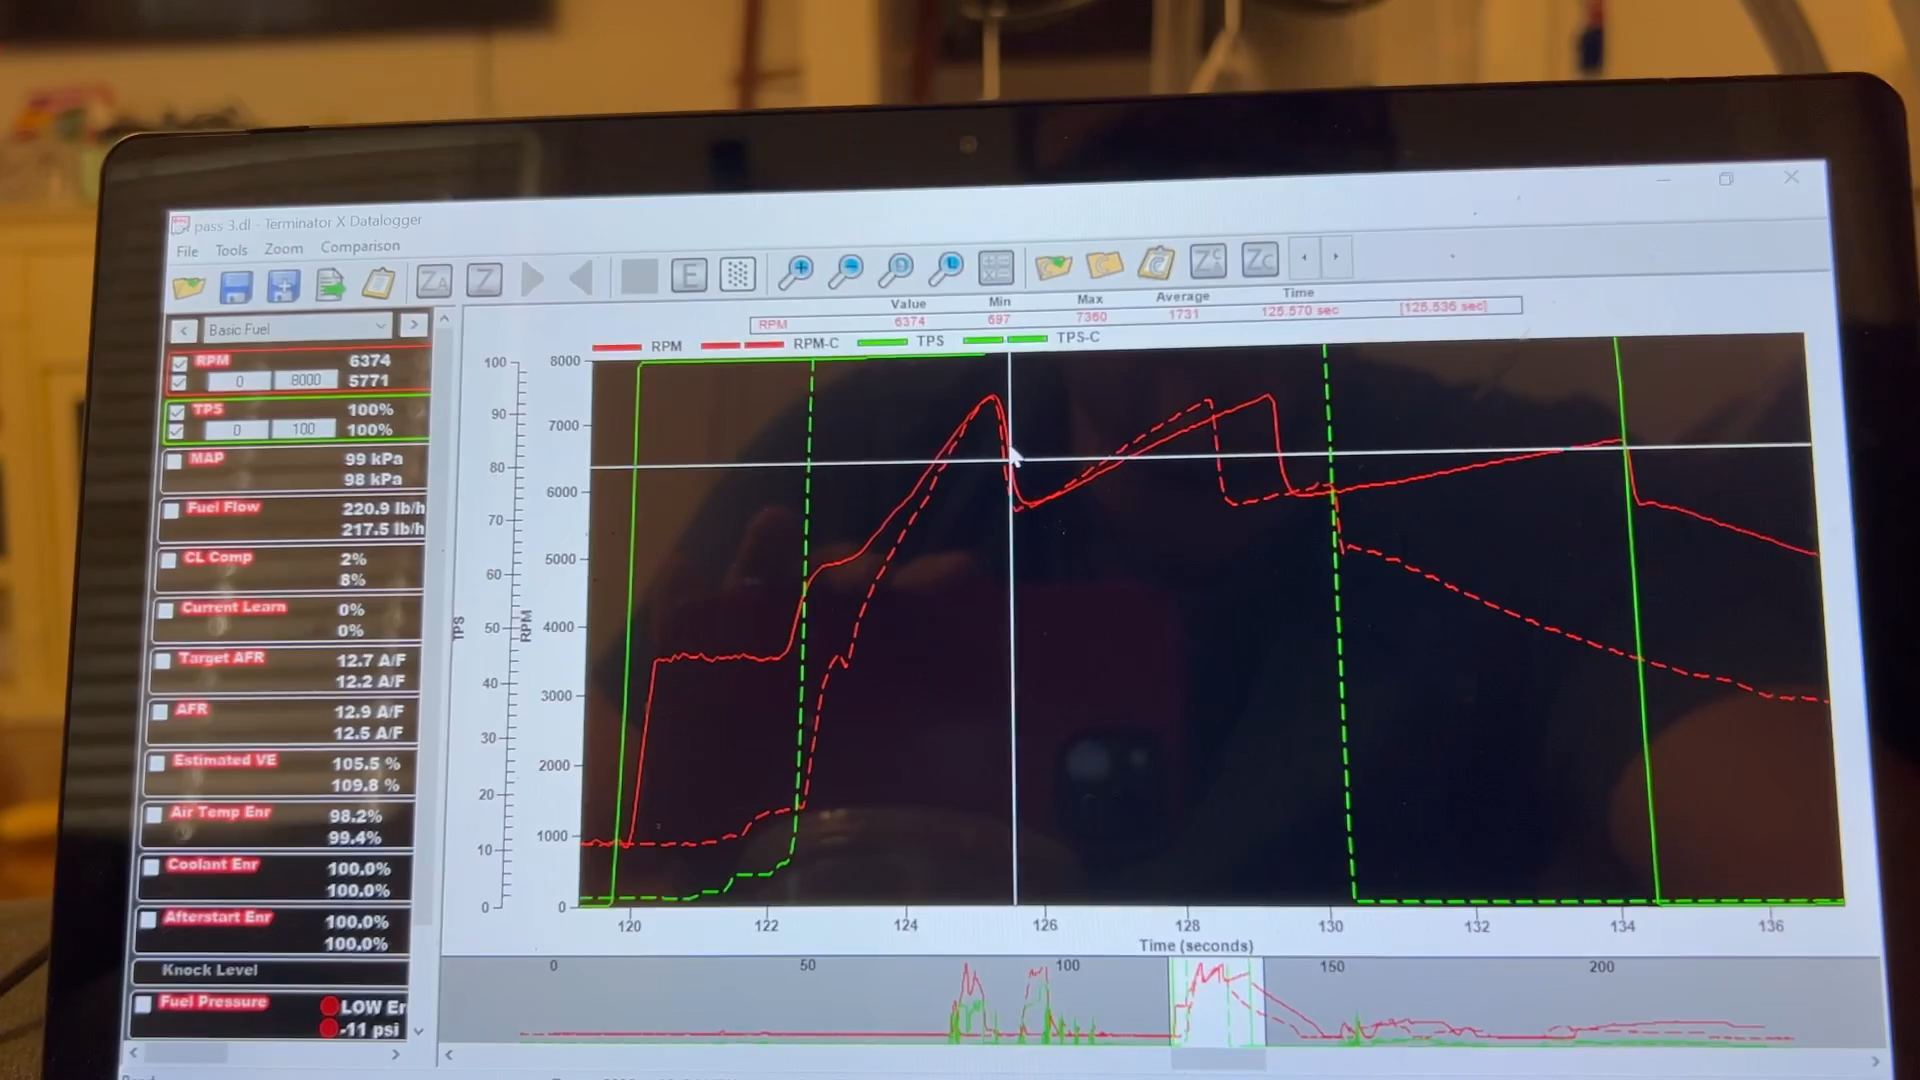 pass 3.dl - Terminator X Datalogger
File Tools Zoom Comparison
Value Min Max Average Time
RPM 6374 697 7360 1731 125.570 sec [125.536 sec]
RPM RPM-C TPS TPS-C
Basic Fuel
RPM 6374
0 8000 5771
TPS 100%
0 100 100%
MAP 99 kPa
98 kPa
Fuel Flow 220.9 lb/h
217.5 lb/h
CL Comp 2%
8%
Current Learn 0%
0%
Target AFR 12.7 A/F
12.2 A/F
AFR 12.9 A/F
12.5 A/F
Estimated VE 105.5 %
109.8 %
Air Temp Enr 98.2%
99.4%
Coolant Enr 100.0%
100.0%
Afterstart Enr 100.0%
100.0%
Knock Level
Fuel Pressure LOW Er
-11 psi
100
90
80
70
60
50
40
30
20
10
0
TPS
8000
7000
6000
5000
4000
3000
2000
1000
0
RPM
120 122 124 126 128 130 132 134 136
Time (seconds)
0 50 100 150 200